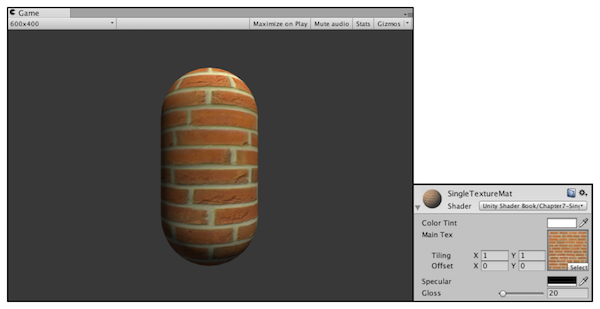 Game
600x400
Maximize on Play Mute audio Stats Gizmos
SingleTextureMat
Shader Unity Shader Book/Chapter7-Sin
Color Tint
Main Tex
Tiling X 1 Y 1
Offset X 0 Y 0
Select
Specular
Gloss 20